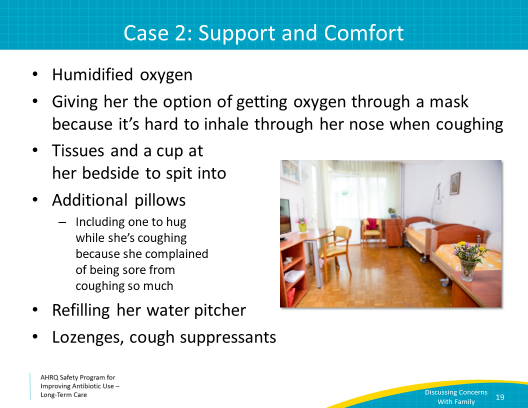 Case 2: Support and Comfort
• Humidified oxygen
• Giving her the option of getting oxygen through a mask
because it’s hard to inhale through her nose when coughing
• Tissues and a cup at
her bedside to spit into
• Additional pillows
– Including one to hug
while she’s coughing
because she complained
of being sore from
coughing so much
• Refilling her water pitcher
• Lozenges, cough suppressants
AHRQ Safety Program for
Improving Antibiotic Use –
Long-Term Care
Discussing Concerns
With Family
19